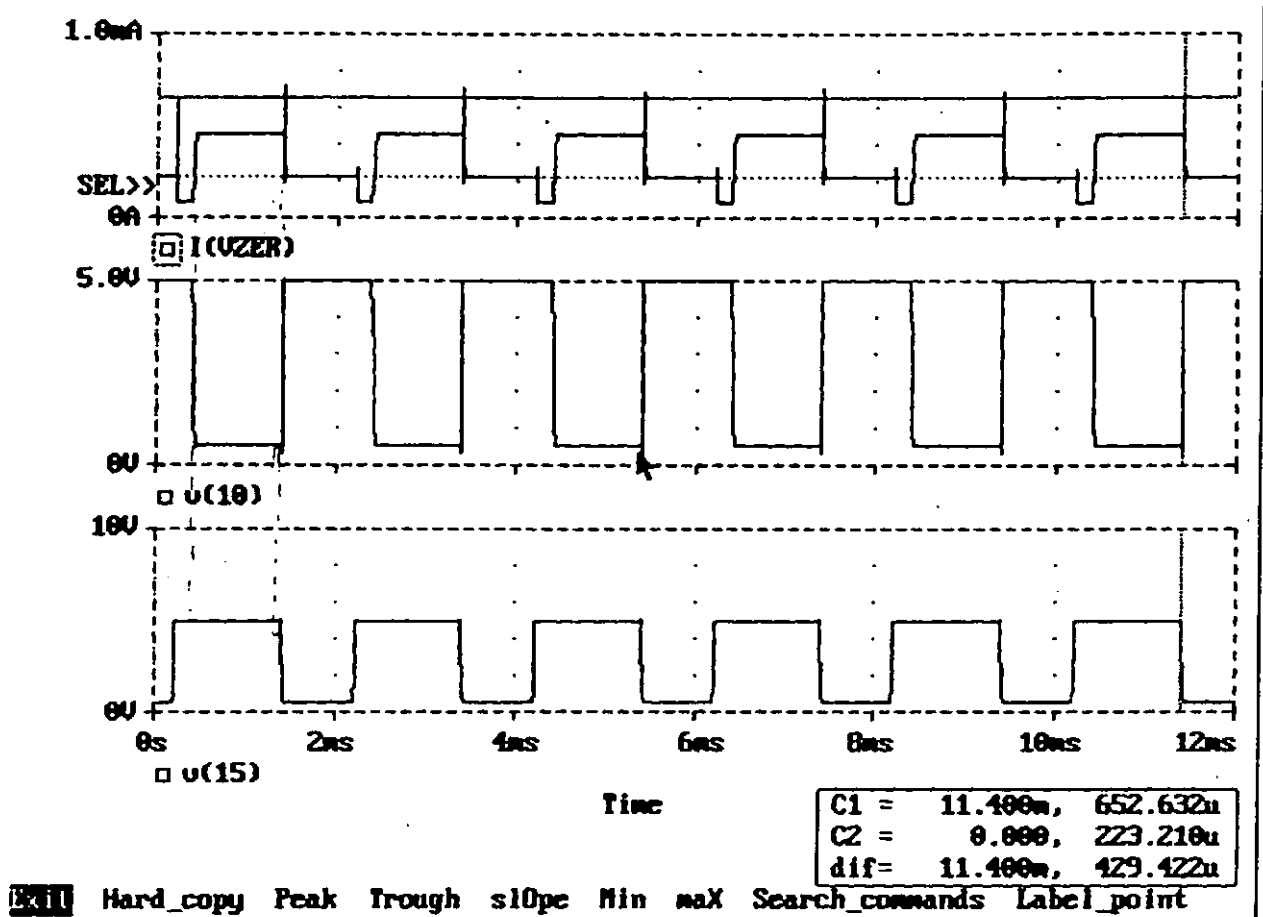 1.0mA
SEL>>
0A
I(VZER)
5.0V
0V
v(10)
10V
0V
0s 2ms 4ms 6ms 8ms 10ms 12ms
v(15)
Time
C1 = 11.400m, 652.632u
C2 = 0.000, 223.210u
dif= 11.400m, 429.422u
Exit Hard_copy Peak Trough slOpe Min maX Search_commands Label_point